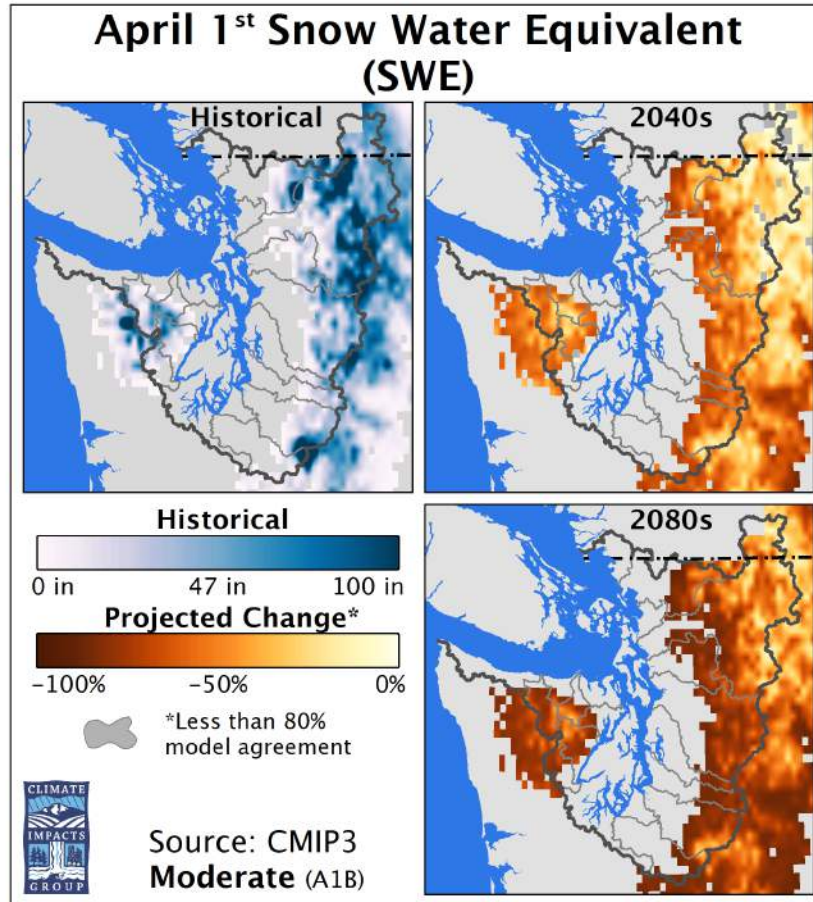 April 1st Snow Water Equivalent
(SWE)
Historical
2040s
Historical
0 in 47 in 100 in
Projected Change*
-100% -50% 0%
*Less than 80%
model agreement
2080s
CLIMATE
IMPACTS
GROUP
Source: CMIP3
Moderate (A1B)